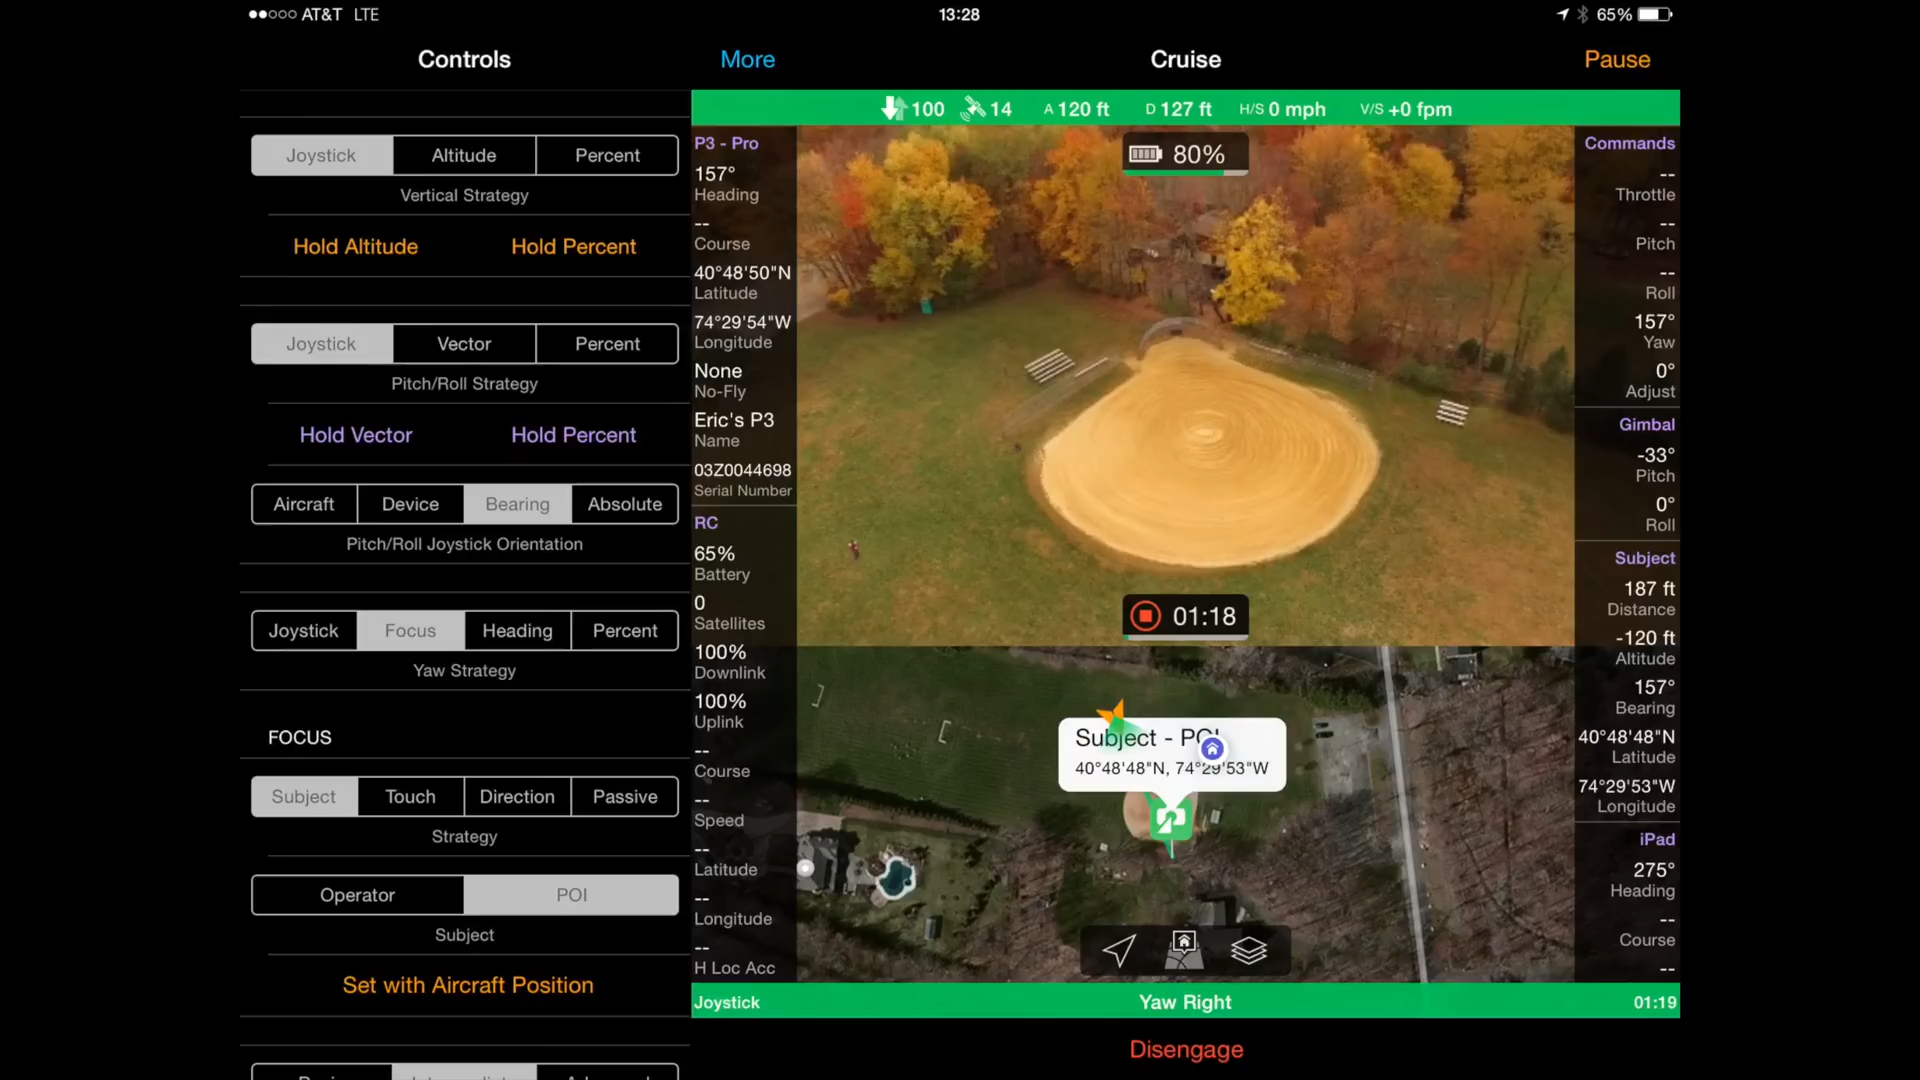 AT&T LTE
13:28
65%
Controls
More
Cruise
Pause
100
14
A 120 ft
D 127 ft
H/S 0 mph
V/S +0 fpm
Joystick
Altitude
Percent
Vertical Strategy
Hold Altitude
Hold Percent
Joystick
Vector
Percent
Pitch/Roll Strategy
Hold Vector
Hold Percent
Aircraft
Device
Bearing
Absolute
Pitch/Roll Joystick Orientation
Joystick
Focus
Heading
Percent
Yaw Strategy
FOCUS
Subject
Touch
Direction
Passive
Strategy
Operator
POI
Subject
Set with Aircraft Position
P3 - Pro
157°
Heading
--
Course
40°48'50"N
Latitude
74°29'54"W
Longitude
None
No-Fly
Eric's P3
Name
03Z0044698
Serial Number
RC
65%
Battery
0
Satellites
100%
Downlink
100%
Uplink
--
Course
--
Speed
--
Latitude
--
Longitude
--
H Loc Acc
80%
01:18
Subject - POI
40°48'48"N, 74°29'53"W
Commands
--
Throttle
--
Pitch
--
Roll
157°
Yaw
0°
Adjust
Gimbal
-33°
Pitch
0°
Roll
Subject
187 ft
Distance
-120 ft
Altitude
157°
Bearing
40°48'48"N
Latitude
74°29'53"W
Longitude
iPad
275°
Heading
--
Course
--
Joystick
Yaw Right
01:19
Disengage